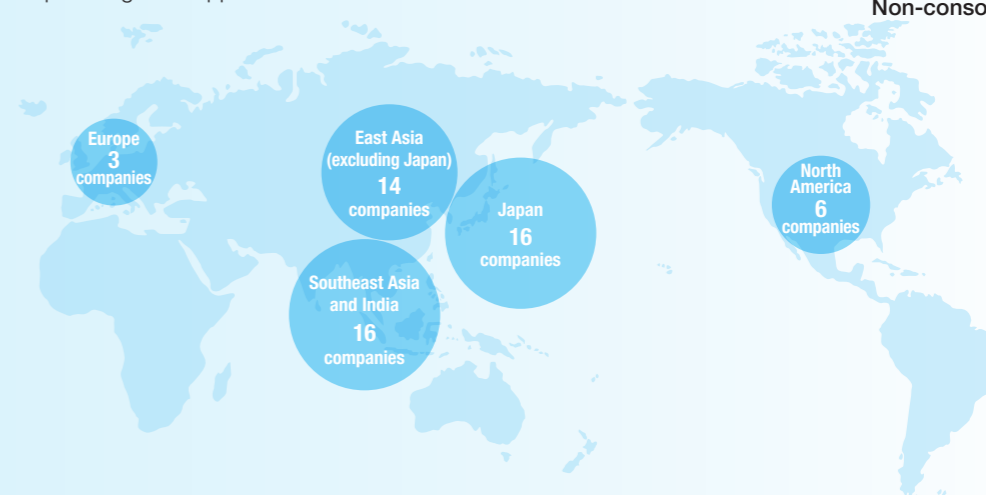 Non-conso
Europe
3
companies
East Asia
(excluding Japan)
14
companies
Japan
16
companies
North
America
6
companies
Southeast Asia
and India
16
companies